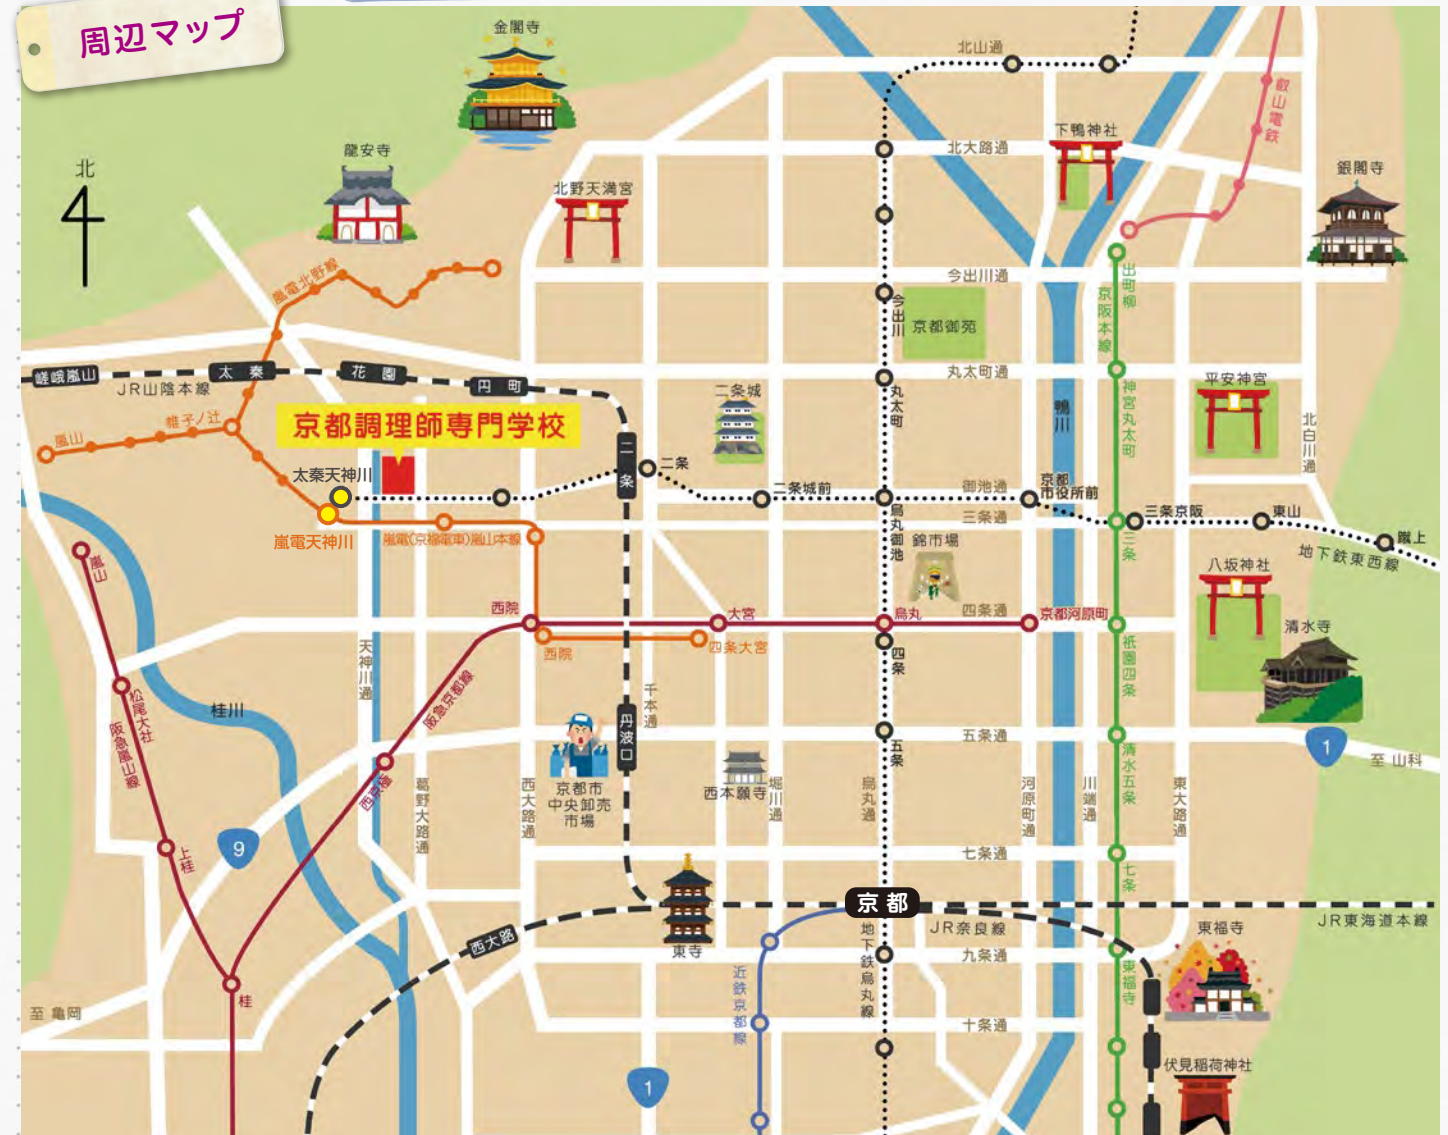 周辺マップ
金閣寺
北山通
叡山電鉄
下鴨神社
龍安寺
北大路通
銀閣寺
北
北野天満宮
嵐電北野線
今出川通
出町柳
京阪本線
今出川
京都御苑
嵯峨嵐山
太秦
花園
円町
JR山陰本線
丸太町通
神宮丸太町
平安神宮
二条城
丸太町
鴨川
北白川通
帷子ノ辻
嵐山
京都調理師専門学校
二条
二条
太秦天神川
二条城前
御池通
京都
市役所前
烏丸御池
三条通
三条京阪
東山
蹴上
嵐電天神川
嵐電(京福電車)嵐山本線
錦市場
三条
地下鉄東西線
嵐山
八坂神社
西院
大宮
烏丸
四条通
京都河原町
清水寺
西院
四条大宮
四条
祇園四条
天神川通
松尾大社
阪急嵐山線
桂川
阪急京都線
千本通
丹波口
五条
五条通
清水五条
1
至 山科
西京極
葛野大路通
西大路通
京都市
中央卸売
市場
西本願寺
堀川通
烏丸通
河原町通
川端通
東大路通
9
上桂
七条通
七条
京都
JR東海道本線
西大路
東寺
地下鉄烏丸線
JR奈良線
九条通
東福寺
東福寺
近鉄京都線
桂
至 亀岡
十条通
伏見稲荷神社
1